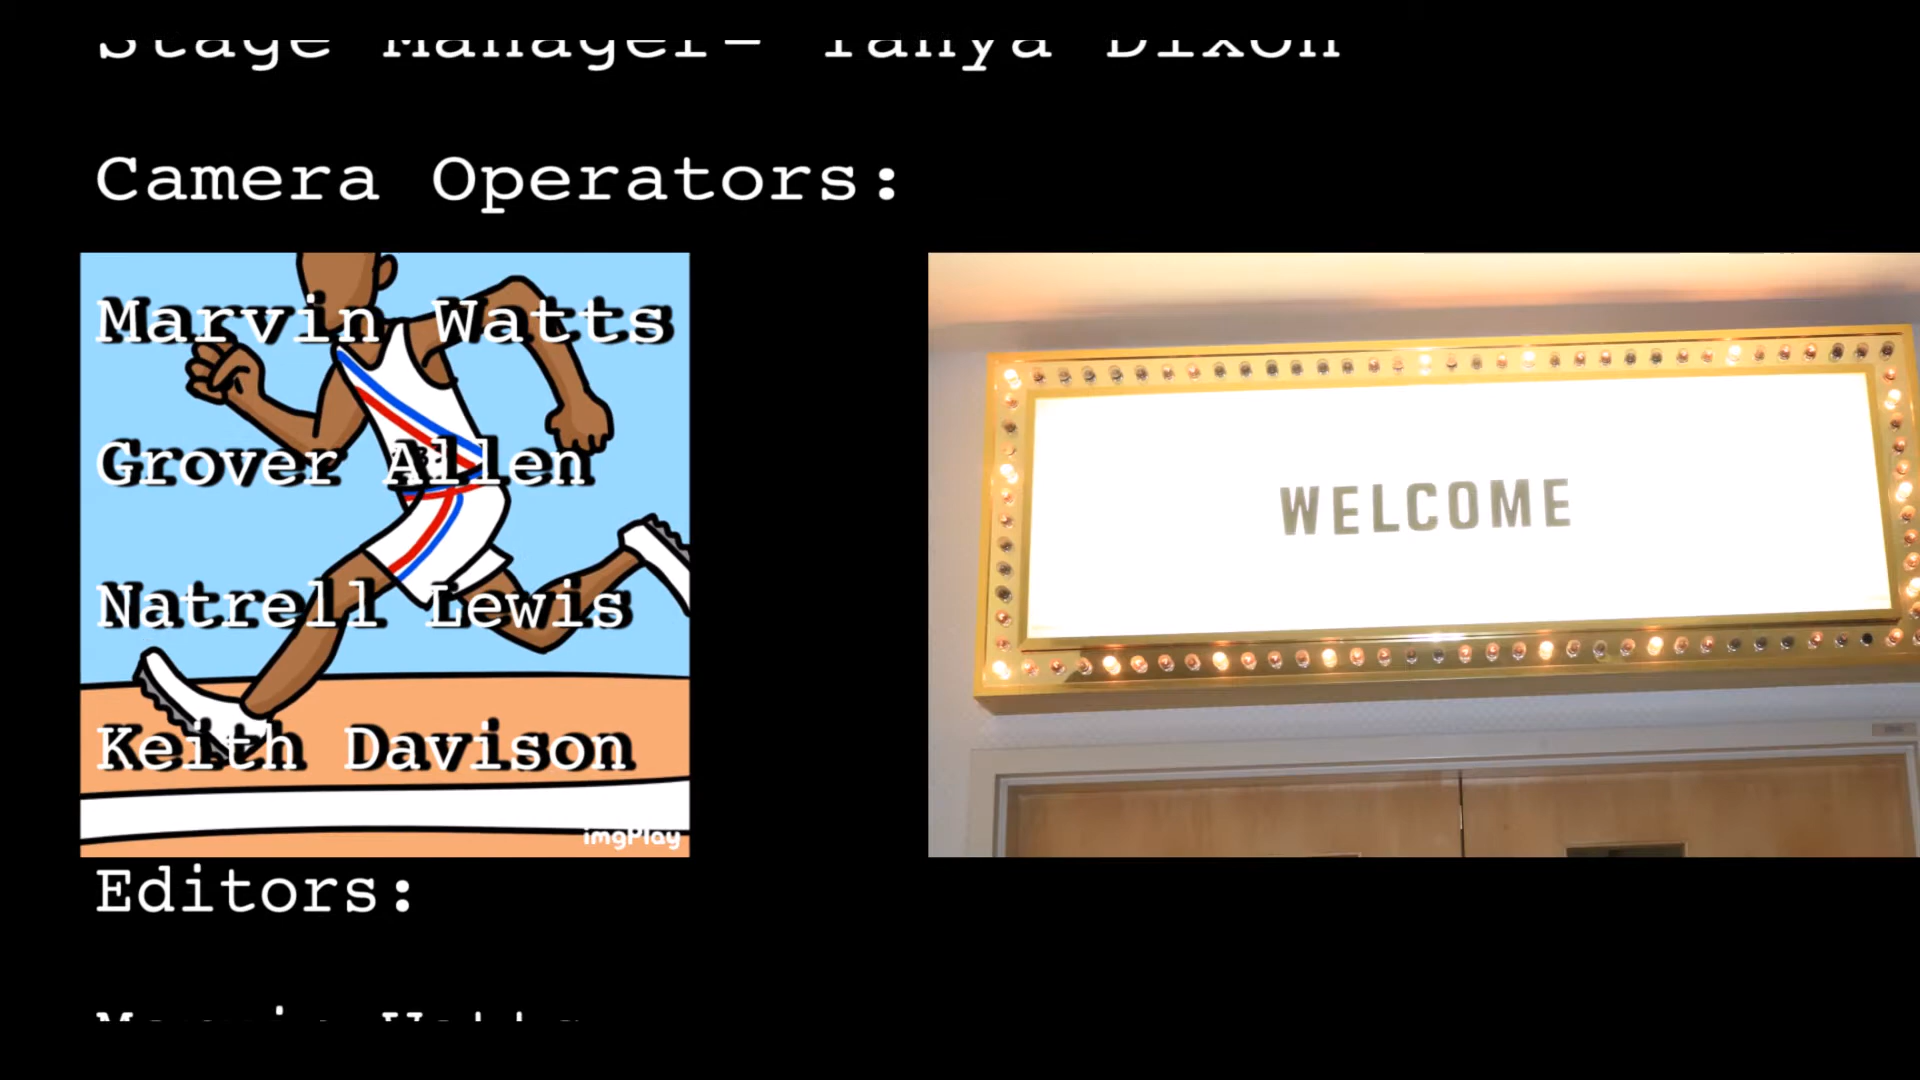 Stage Manager- Tanya Dixon
Camera Operators:
Marvin Watts
Grover Allen
Natrell Lewis
Keith Davison
imgPlay
WELCOME
Editors:
Marvin Watts